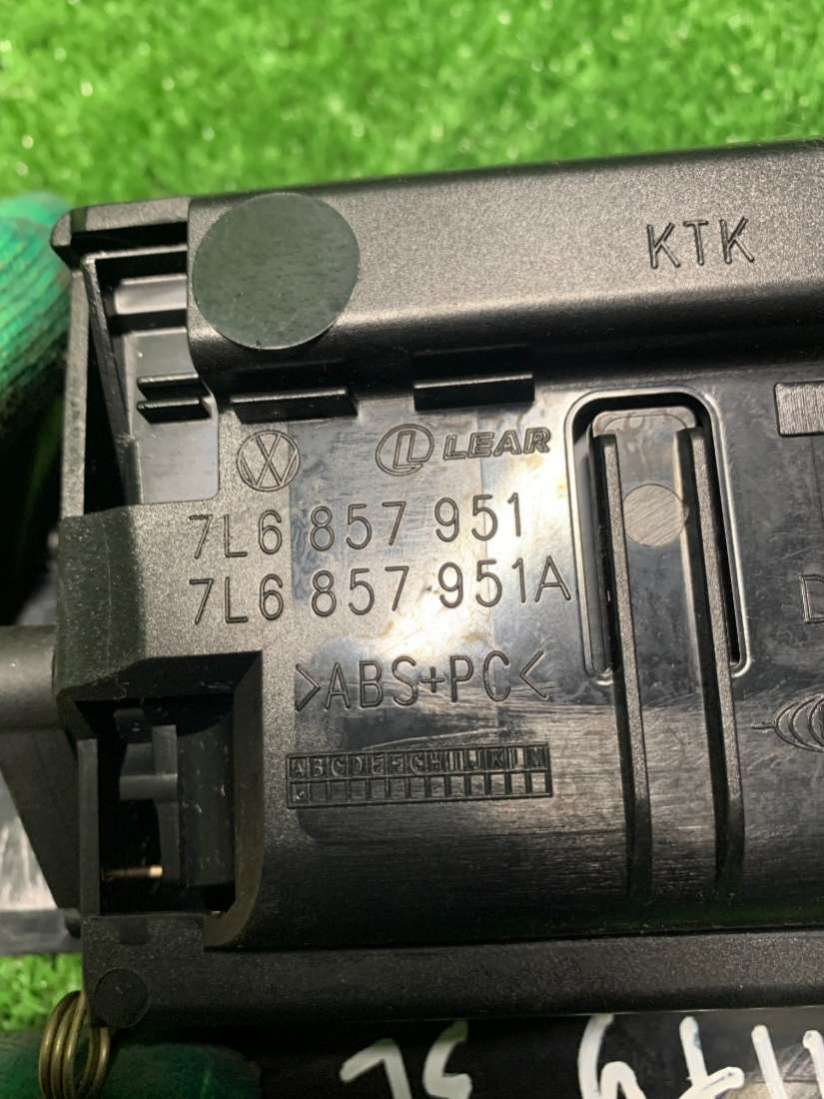 KTK
LEAR
7L6 857 951
7L6 857 951A
>ABS+PC<